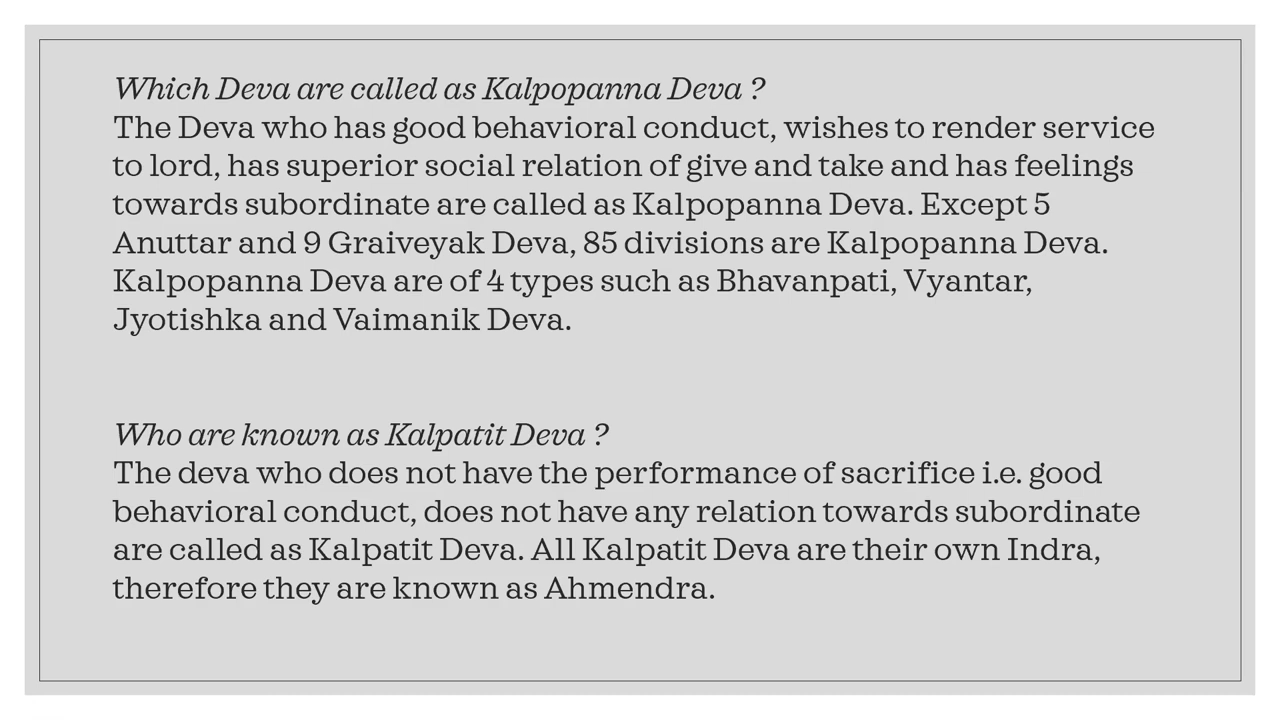 Which Deva are called as Kalpopanna Deva ?
The Deva who has good behavioral conduct, wishes to render service
to lord, has superior social relation of give and take and has feelings
towards subordinate are called as Kalpopanna Deva. Except 5
Anuttar and 9 Graiveyak Deva, 85 divisions are Kalpopanna Deva.
Kalpopanna Deva are of 4 types such as Bhavanpati, Vyantar,
Jyotishka and Vaimanik Deva.
Who are known as Kalpatit Deva ?
The deva who does not have the performance of sacrifice i.e. good
behavioral conduct, does not have any relation towards subordinate
are called as Kalpatit Deva. All Kalpatit Deva are their own Indra,
therefore they are known as Ahmendra.